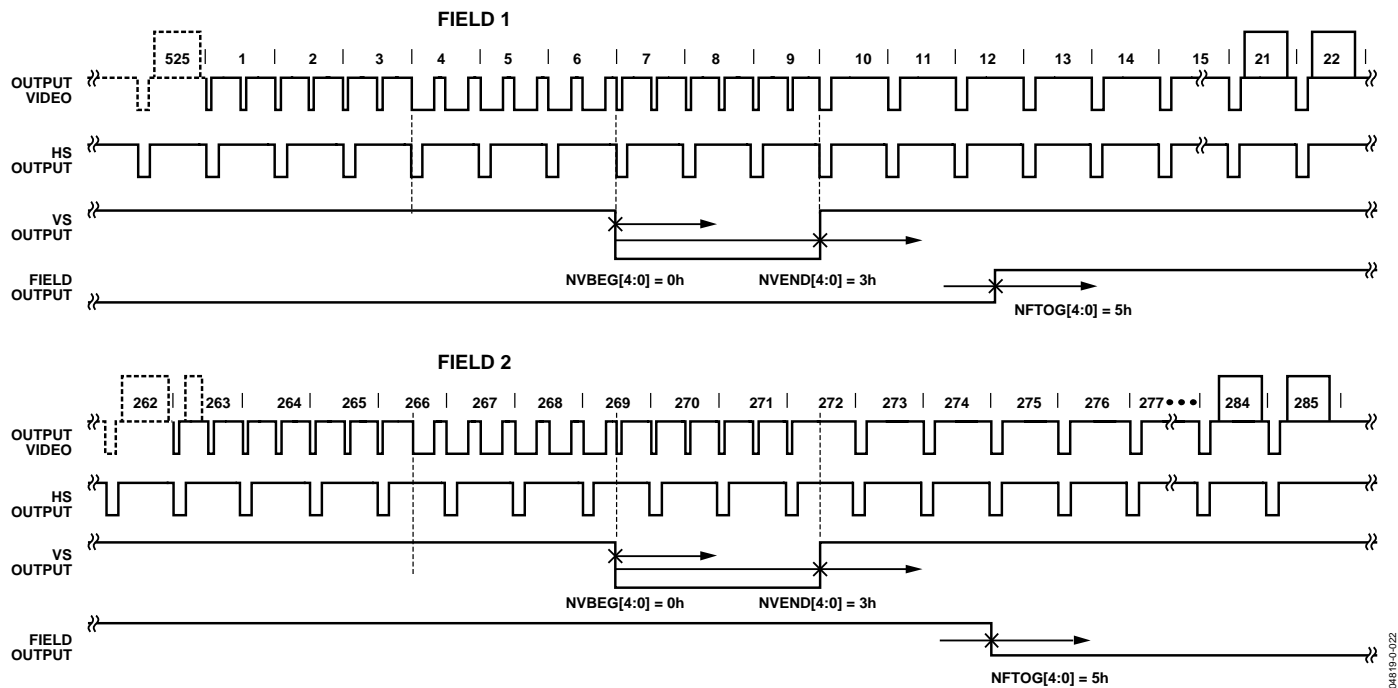 FIELD 1
525 1 2 3 4 5 6 7 8 9 10 11 12 13 14 15 21 22
OUTPUT
VIDEO
HS
OUTPUT
VS
OUTPUT
NVBEG[4:0] = 0h NVEND[4:0] = 3h
FIELD
OUTPUT
NFTOG[4:0] = 5h
FIELD 2
262 263 264 265 266 267 268 269 270 271 272 273 274 275 276 277 ••• 284 285
OUTPUT
VIDEO
HS
OUTPUT
VS
OUTPUT
NVBEG[4:0] = 0h NVEND[4:0] = 3h
FIELD
OUTPUT
NFTOG[4:0] = 5h
04819-0-022